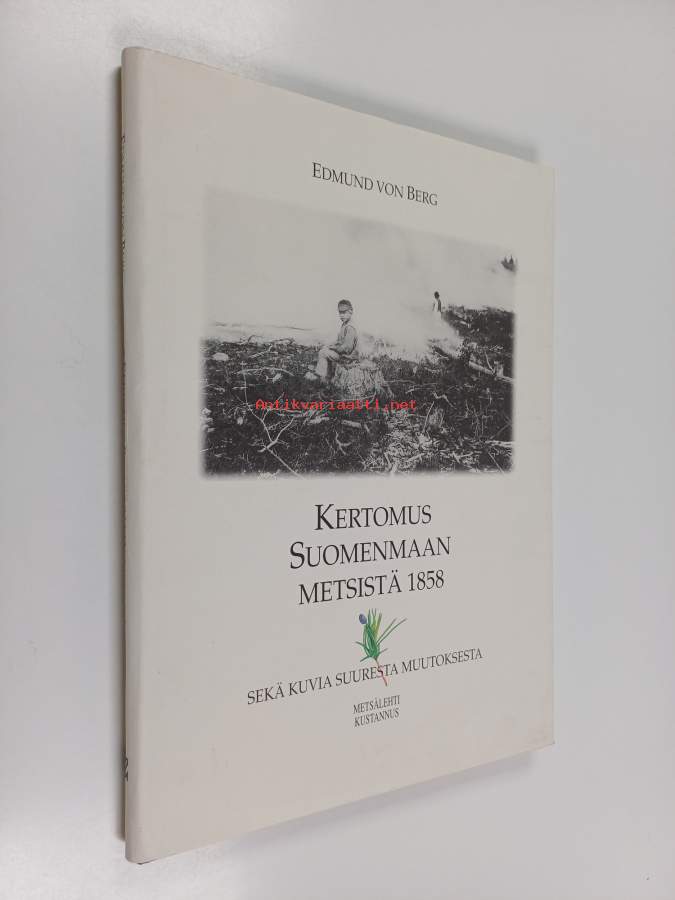 EDMUND VON BERG
Antikvariaatti.net
KERTOMUS
SUOMENMAAN
METSISTÄ 1858
SEKÄ KUVIA SUURESTA MUUTOKSESTA
METSÄLEHTI
KUSTANNUS